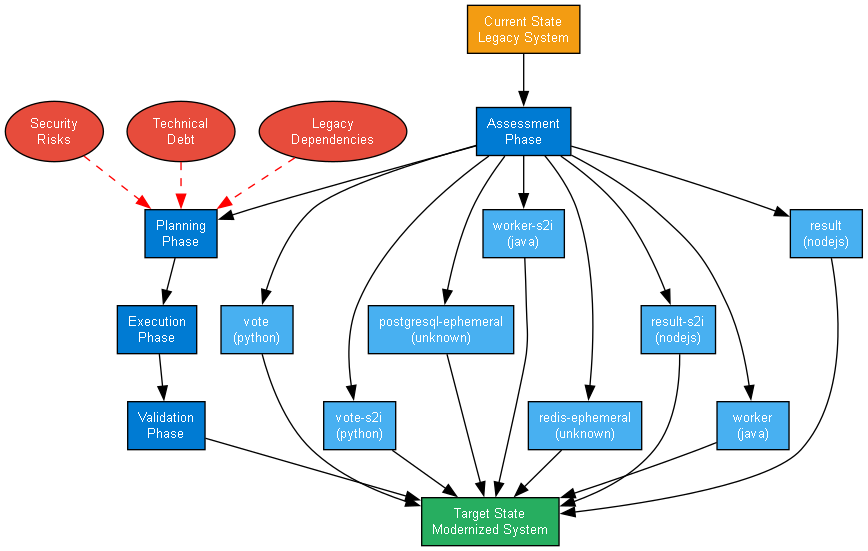 Current State
Legacy System
Security
Risks
Technical
Debt
Legacy
Dependencies
Assessment
Phase
Planning
Phase
worker-s2i
(java)
result
(nodejs)
Execution
Phase
vote
(python)
postgresql-ephemeral
(unknown)
result-s2i
(nodejs)
Validation
Phase
vote-s2i
(python)
redis-ephemeral
(unknown)
worker
(java)
Target State
Modernized System